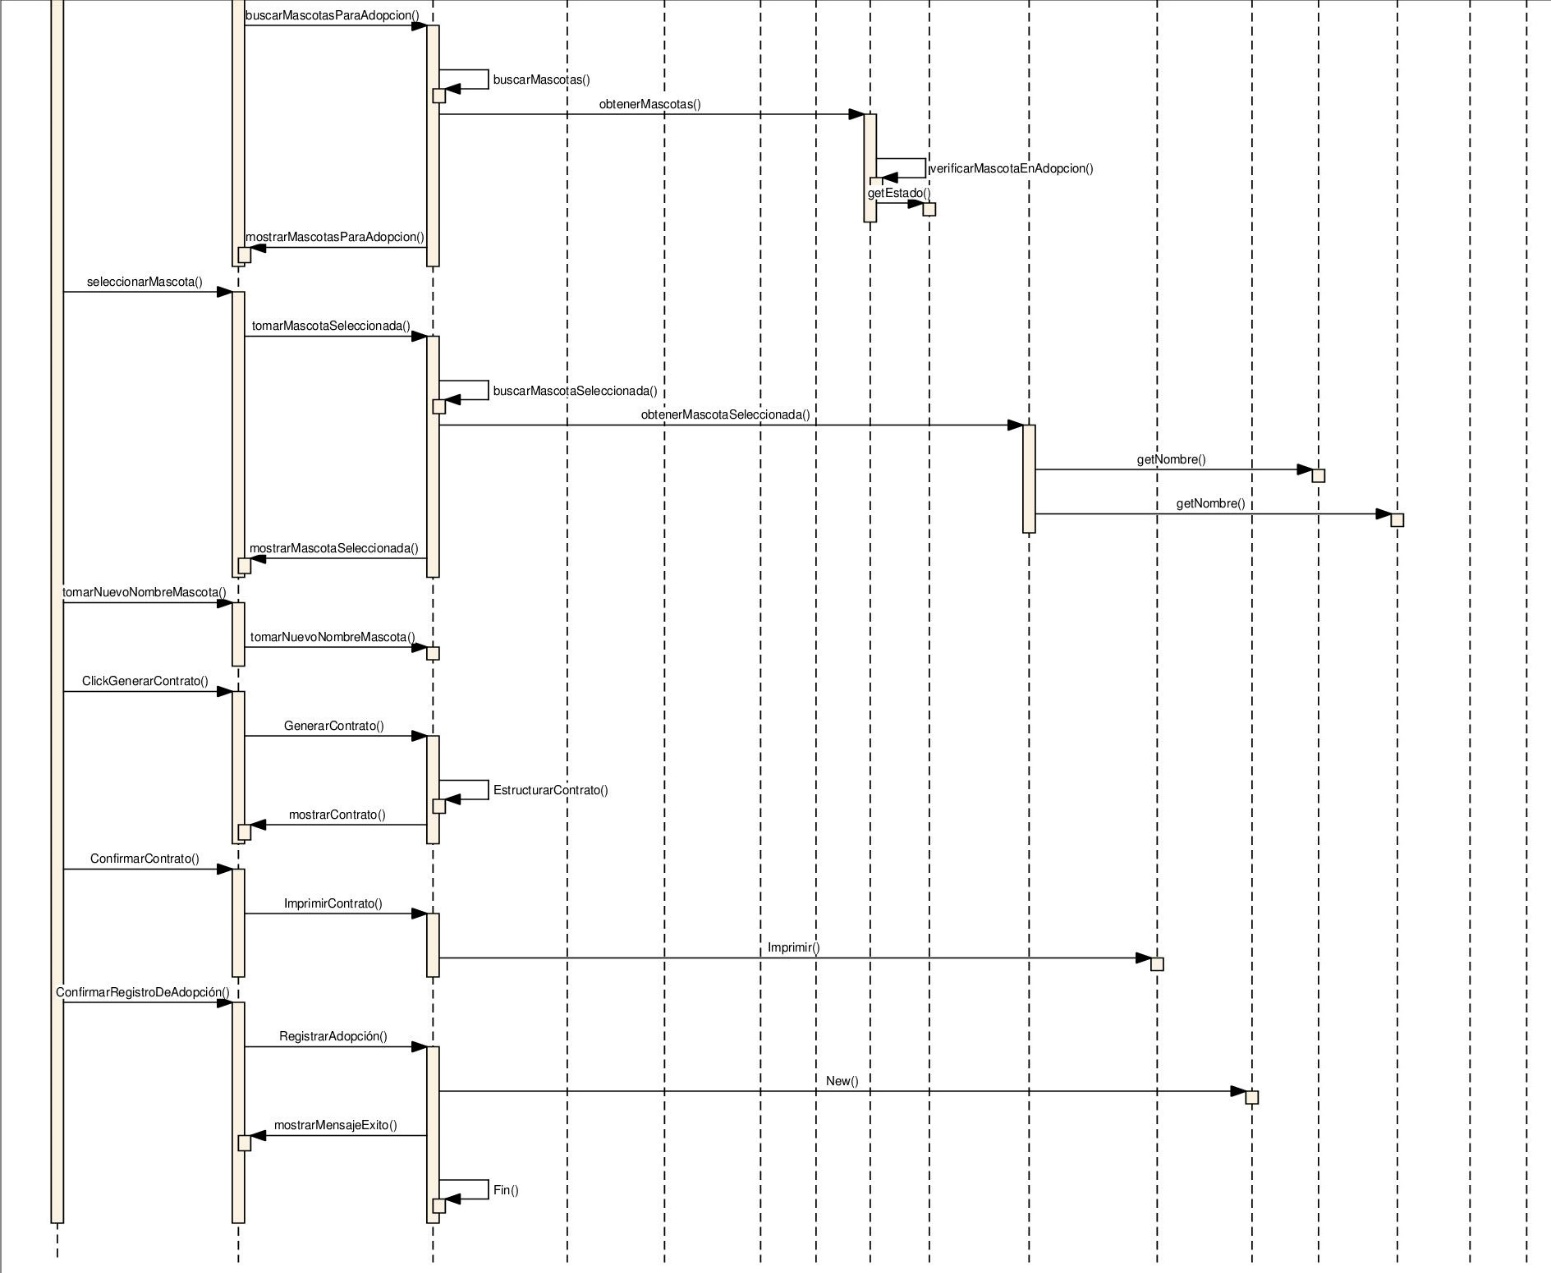 buscarMascotasParaAdopcion()
buscarMascotas()
obtenerMascotas()
verificarMascotaEnAdopcion()
getEstado()
mostrarMascotasParaAdopcion()
seleccionarMascota()
tomarMascotaSeleccionada()
buscarMascotaSeleccionada()
obtenerMascotaSeleccionada()
getNombre()
getNombre()
mostrarMascotaSeleccionada()
tomarNuevoNombreMascota()
tomarNuevoNombreMascota()
ClickGenerarContrato()
GenerarContrato()
EstructurarContrato()
mostrarContrato()
ConfirmarContrato()
ImprimirContrato()
Imprimir()
ConfirmarRegistroDeAdopción()
RegistrarAdopción()
New()
mostrarMensajeExito()
Fin()